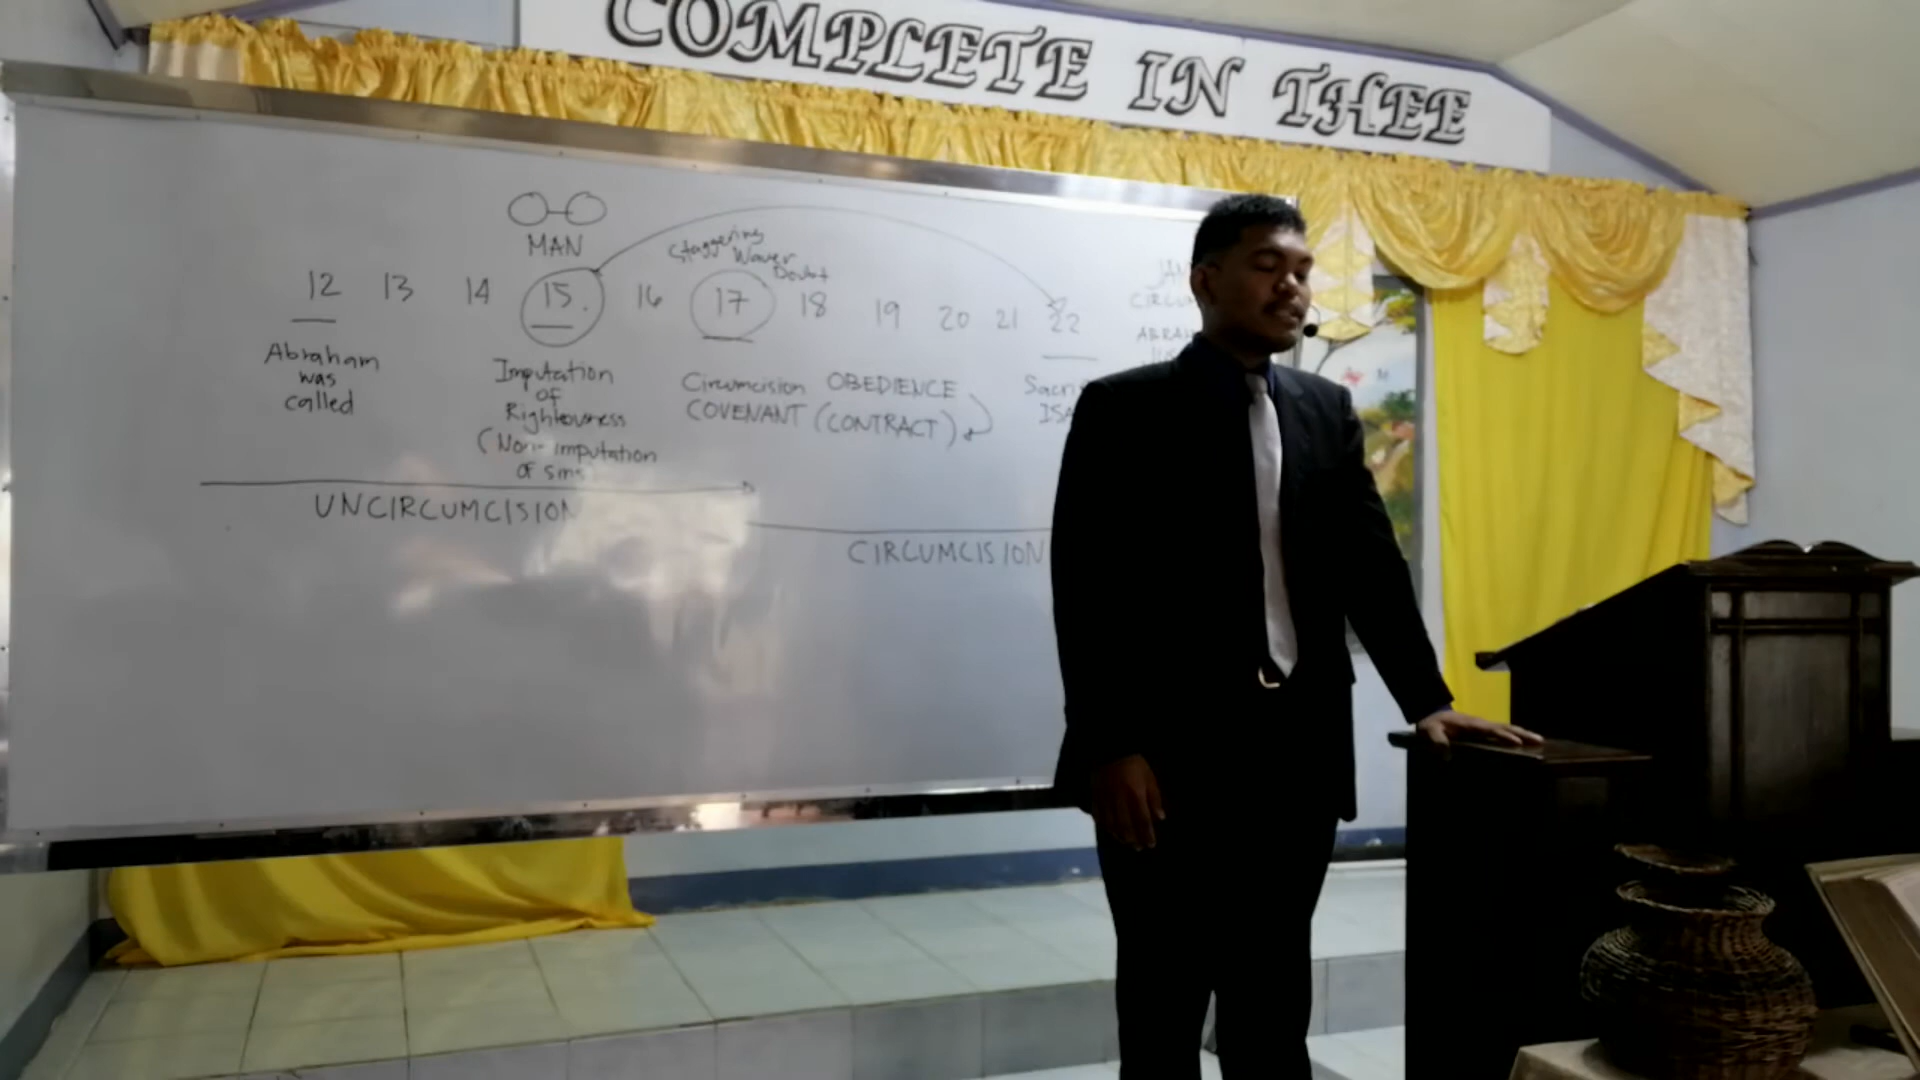 COMPLETE IN THEE
MAN
Staggering
Waver
Doubt
12 13 14 15. 16 17 18 19 20 21 22
Abraham
was
called
Imputation
of
Righteousness
(Non-imputation
of sins
Circumcision OBEDIENCE
COVENANT (CONTRACT)
UNCIRCUMCISION
CIRCUMCISION